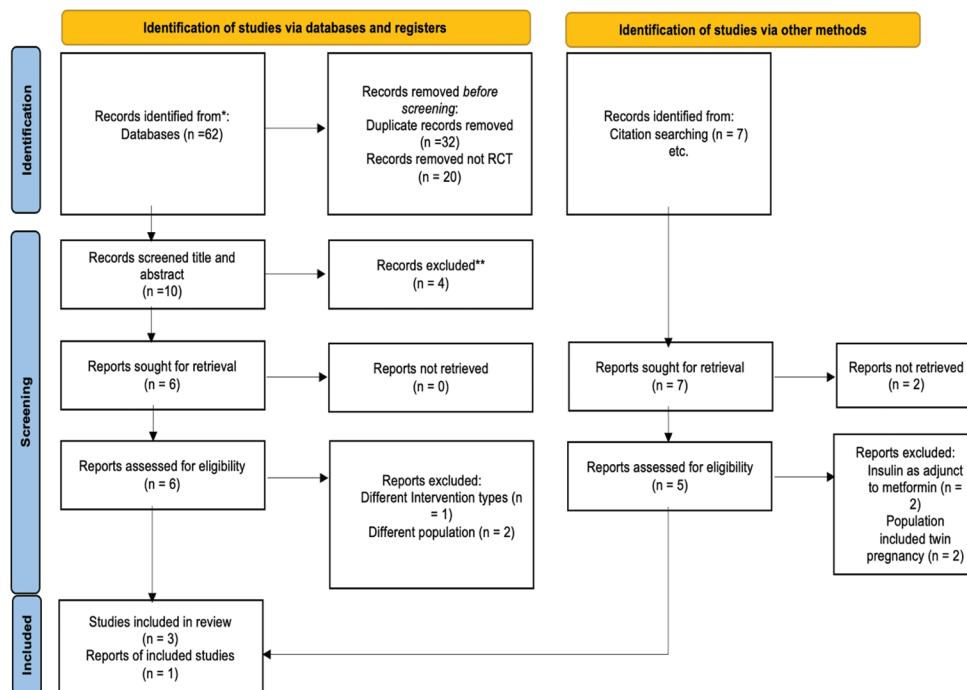 Identification of studies via databases and registers
Identification of studies via other methods
Identification
Records identified from*:
Databases (n =62)
Records removed before
screening:
Duplicate records removed
(n =32)
Records removed not RCT
(n = 20)
Records identified from:
Citation searching (n = 7)
etc.
Screening
Records screened title and
abstract
(n =10)
Records excluded**
(n = 4)
Reports sought for retrieval
(n = 6)
Reports not retrieved
(n = 0)
Reports sought for retrieval
(n = 7)
Reports not retrieved
(n = 2)
Reports assessed for eligibility
(n = 6)
Reports excluded:
Different Intervention types (n
= 1)
Different population (n = 2)
Reports assessed for eligibility
(n = 5)
Reports excluded:
Insulin as adjunct
to metformin (n =
2)
Population
included twin
pregnancy (n = 2)
Included
Studies included in review
(n = 3)
Reports of included studies
(n = 1)